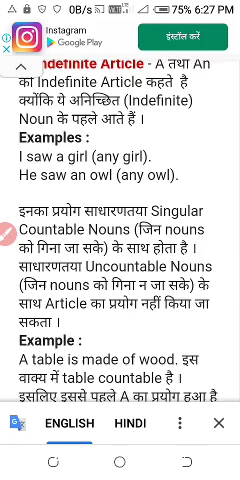 0B/s 75% 6:27 PM
Instagram
Google Play
इंस्टॉल करें
Indefinite Article - A तथा An
को Indefinite Article कहते है
क्योंकि ये अनिच्छित (Indefinite)
Noun के पहले आते हैं ।
Examples :
I saw a girl (any girl).
He saw an owl (any owl).
इनका प्रयोग साधारणतया Singular
Countable Nouns (जिन nouns
को गिना जा सके) के साथ होता है ।
साधारणतया Uncountable Nouns
(जिन nouns को गिना न जा सके) के
साथ Article का प्रयोग नहीं किया जा
सकता ।
Example :
A table is made of wood. इस
वाक्य में table countable है ।
इसलिए इससे पहले A का प्रयोग हुआ है
ENGLISH HINDI